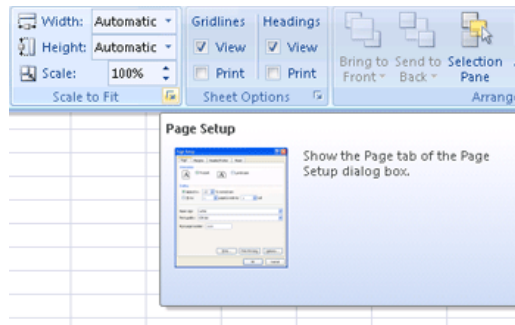 Width: Automatic Gridlines Headings
Height: Automatic View View
Scale: 100% Print Print
Bring to Front Send to Back Selection Pane
Scale to Fit Sheet Options Arrang
Page Setup
Show the Page tab of the Page
Setup dialog box.